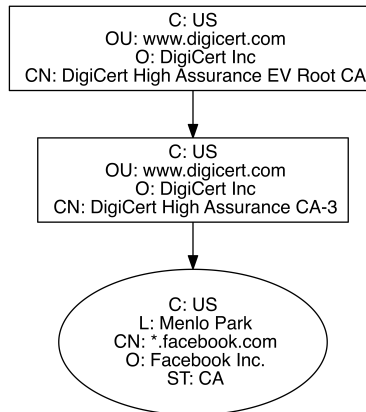 C: US
OU: www.digicert.com
O: DigiCert Inc
CN: DigiCert High Assurance EV Root CA
C: US
OU: www.digicert.com
O: DigiCert Inc
CN: DigiCert High Assurance CA-3
C: US
L: Menlo Park
CN: *.facebook.com
O: Facebook Inc.
ST: CA